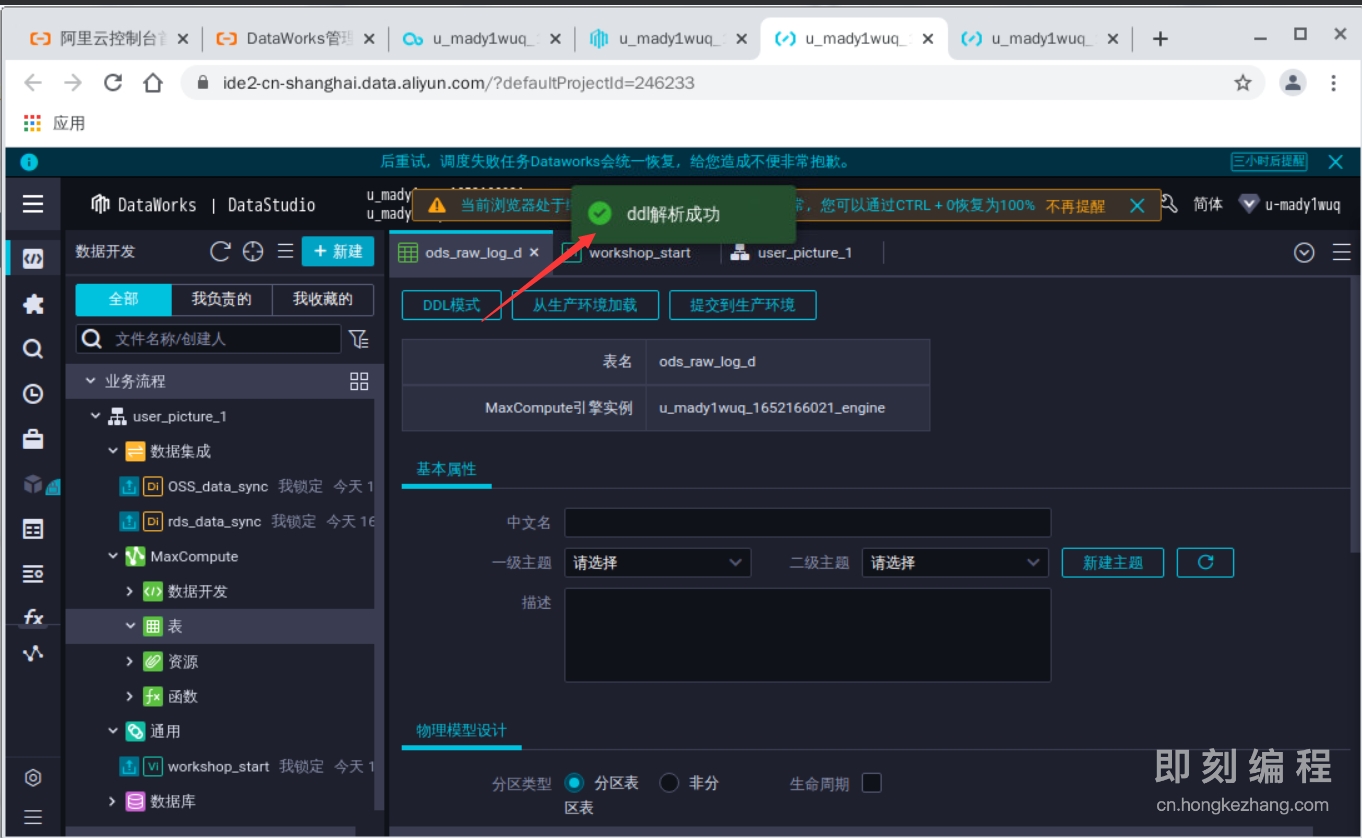 阿里云控制台首
DataWorks管理
u_mady1wuq_
u_mady1wuq_
u_mady1wuq_
u_mady1wuq_
ide2-cn-shanghai.data.aliyun.com/?defaultProjectId=246233
应用
后重试，调度失败任务Dataworks会统一恢复，给您造成不便非常抱歉。
三小时后提醒
DataWorks | DataStudio
u_mady
u_mady
当前浏览器处于
常，您可以通过CTRL + 0恢复为100%
不再提醒
简体
u-mady1wuq
ddl解析成功
数据开发
+ 新建
ods_raw_log_d
workshop_start
user_picture_1
全部
我负责的
我收藏的
DDL模式
从生产环境加载
提交到生产环境
文件名称/创建人
业务流程
user_picture_1
数据集成
Di OSS_data_sync 我锁定 今天 1
Di rds_data_sync 我锁定 今天 16
MaxCompute
数据开发
表
资源
函数
通用
Vi workshop_start 我锁定 今天 1
数据库
fx
表名 ods_raw_log_d
MaxCompute引擎实例 u_mady1wuq_1652166021_engine
基本属性
中文名
一级主题 请选择 二级主题 请选择 新建主题
描述
物理模型设计
分区类型 分区表 非分 生命周期
区表
即刻编程
cn.hongkezhang.com